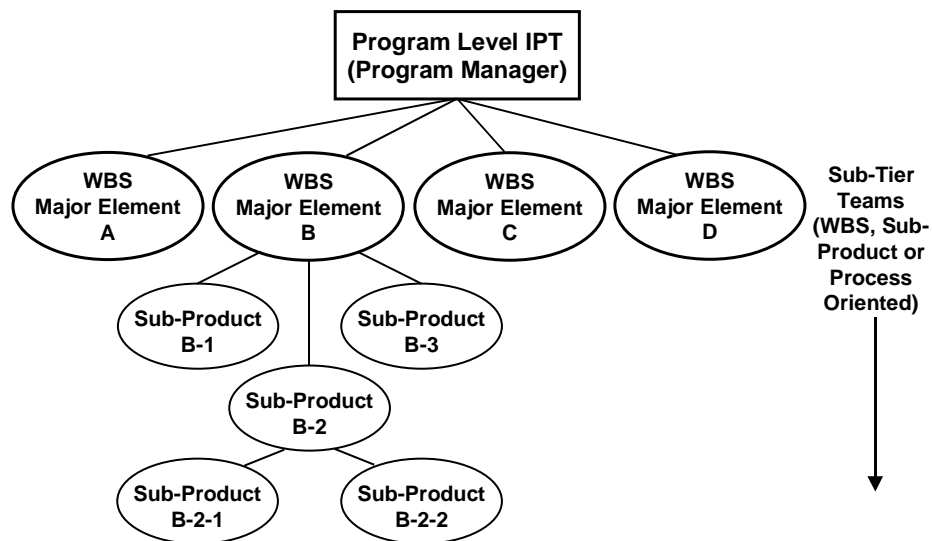 Program Level IPT
(Program Manager)
WBS
Major Element
A
WBS
Major Element
B
WBS
Major Element
C
WBS
Major Element
D
Sub-Tier
Teams
(WBS, Sub-
Product or
Process
Oriented)
Sub-Product
B-1
Sub-Product
B-3
Sub-Product
B-2
Sub-Product
B-2-1
Sub-Product
B-2-2